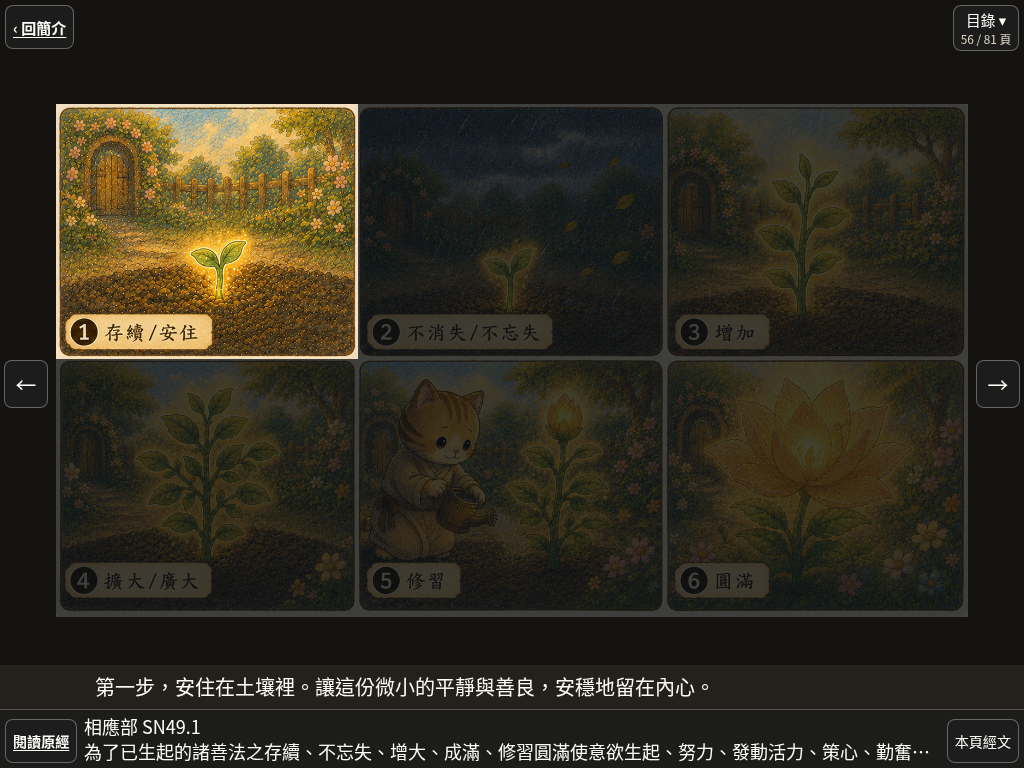 ‹ 回簡介
目錄 ▾
56 / 81 頁
1 存續/安住
2 不消失/不忘失
3 增加
4 擴大/廣大
5 修習
6 圓滿
←
→
第一步，安住在土壤裡。讓這份微小的平靜與善良，安穩地留在內心。
閱讀原經
相應部 SN49.1
為了已生起的諸善法之存續、不忘失、增大、成滿、修習圓滿使意欲生起、努力、發動活力、策心、勤奮⋯
本頁經文